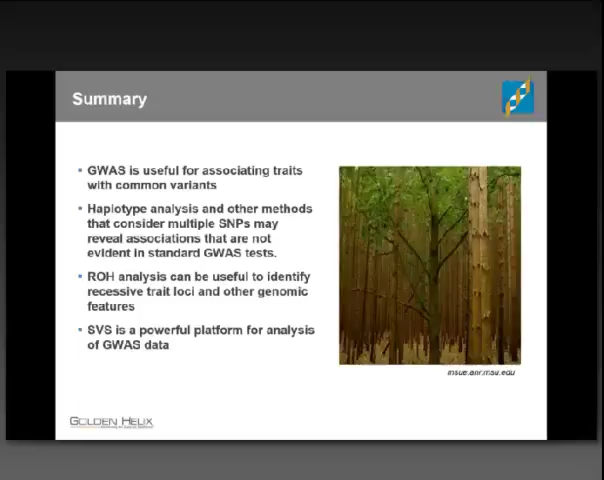 Summary
• GWAS is useful for associating traits
with common variants
• Haplotype analysis and other methods
that consider multiple SNPs may
reveal associations that are not
evident in standard GWAS tests.
• ROH analysis can be useful to identify
recessive trait loci and other genomic
features
• SVS is a powerful platform for analysis
of GWAS data
msue.anr.msu.edu
GOLDEN HELIX